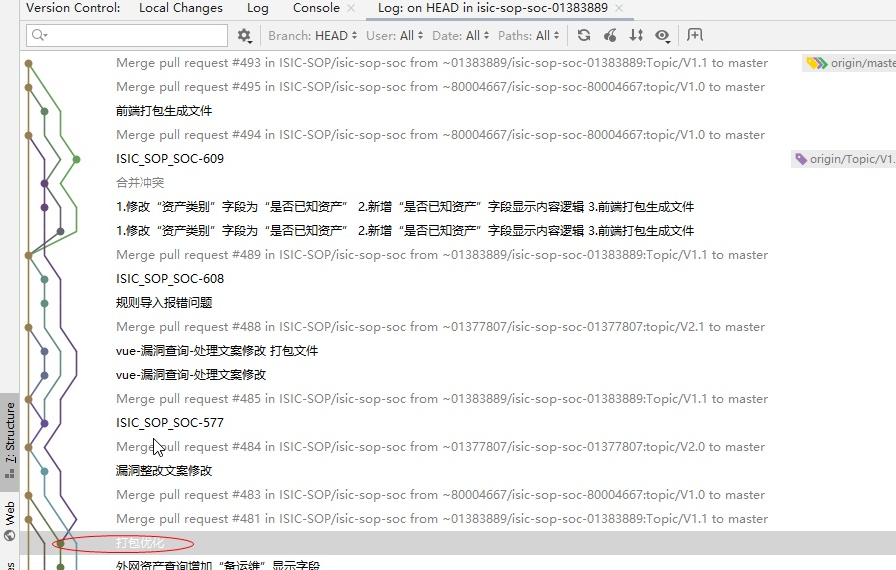 Version Control: Local Changes Log Console Log: on HEAD in isic-sop-soc-01383889
Branch: HEAD User: All Date: All Paths: All
Merge pull request #493 in ISIC-SOP/isic-sop-soc from ~01383889/isic-sop-soc-01383889:Topic/V1.1 to master origin/maste
Merge pull request #495 in ISIC-SOP/isic-sop-soc from ~80004667/isic-sop-soc-80004667:topic/V1.0 to master
前端打包生成文件
Merge pull request #494 in ISIC-SOP/isic-sop-soc from ~80004667/isic-sop-soc-80004667:topic/V1.0 to master
ISIC_SOP_SOC-609 origin/Topic/V1.
合并冲突
1.修改“资产类别”字段为“是否已知资产” 2.新增“是否已知资产”字段显示内容逻辑 3.前端打包生成文件
1.修改“资产类别”字段为“是否已知资产” 2.新增“是否已知资产”字段显示内容逻辑 3.前端打包生成文件
Merge pull request #489 in ISIC-SOP/isic-sop-soc from ~01383889/isic-sop-soc-01383889:Topic/V1.1 to master
ISIC_SOP_SOC-608
规则导入报错问题
Merge pull request #488 in ISIC-SOP/isic-sop-soc from ~01377807/isic-sop-soc-01377807:topic/V2.1 to master
vue-漏洞查询-处理文案修改 打包文件
vue-漏洞查询-处理文案修改
Merge pull request #485 in ISIC-SOP/isic-sop-soc from ~01383889/isic-sop-soc-01383889:Topic/V1.1 to master
ISIC_SOP_SOC-577
Merge pull request #484 in ISIC-SOP/isic-sop-soc from ~01377807/isic-sop-soc-01377807:topic/V2.0 to master
漏洞整改文案修改
Merge pull request #483 in ISIC-SOP/isic-sop-soc from ~80004667/isic-sop-soc-80004667:topic/V1.0 to master
Merge pull request #481 in ISIC-SOP/isic-sop-soc from ~01383889/isic-sop-soc-01383889:Topic/V1.1 to master
打包优化
外网资产查询增加“备运维”显示字段
7: Structure
Web